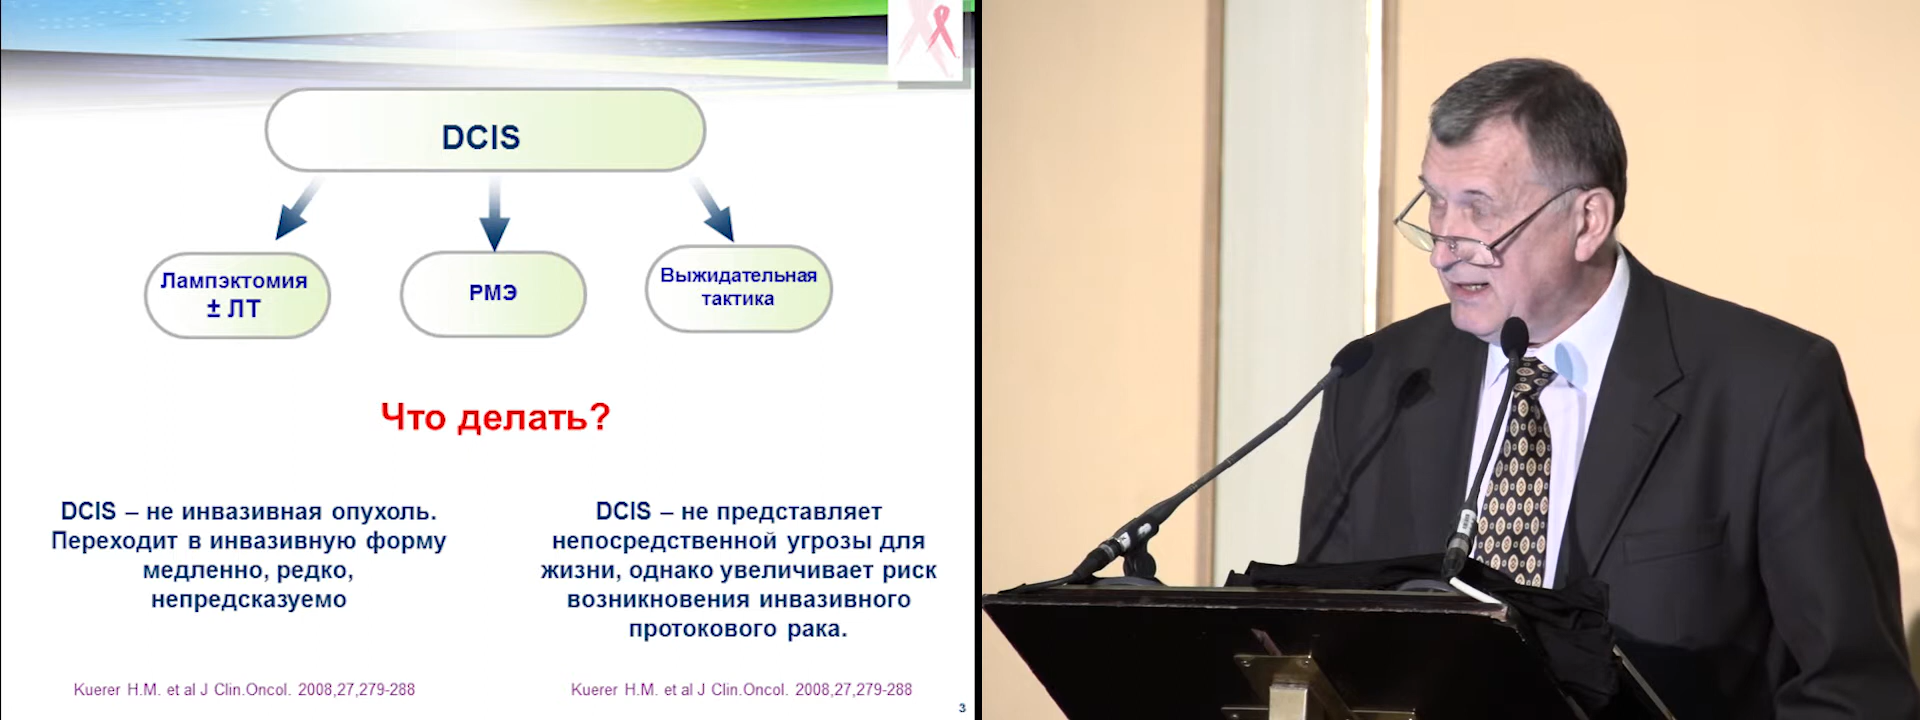 DCIS
Лампэктомия
± ЛТ
РМЭ
Выжидательная
тактика
Что делать?
DCIS – не инвазивная опухоль.
Переходит в инвазивную форму
медленно, редко,
непредсказуемо
DCIS – не представляет
непосредственной угрозы для
жизни, однако увеличивает риск
возникновения инвазивного
протокового рака.
Kuerer H.M. et al J Clin.Oncol. 2008,27,279-288
Kuerer H.M. et al J Clin.Oncol. 2008,27,279-288
3